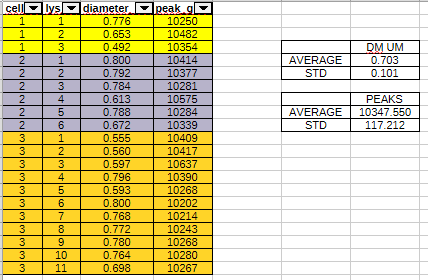 cell lys diameter_ peak_g
1 1 0.776 10250
1 2 0.653 10482
1 3 0.492 10354 DM UM
2 1 0.800 10414 AVERAGE 0.703
2 2 0.792 10377 STD 0.101
2 3 0.784 10281
2 4 0.613 10575 PEAKS
2 5 0.788 10284 AVERAGE 10347.550
2 6 0.672 10339 STD 117.212
3 1 0.555 10409
3 2 0.560 10417
3 3 0.597 10637
3 4 0.796 10390
3 5 0.593 10268
3 6 0.800 10202
3 7 0.768 10214
3 8 0.772 10243
3 9 0.780 10268
3 10 0.764 10280
3 11 0.698 10267